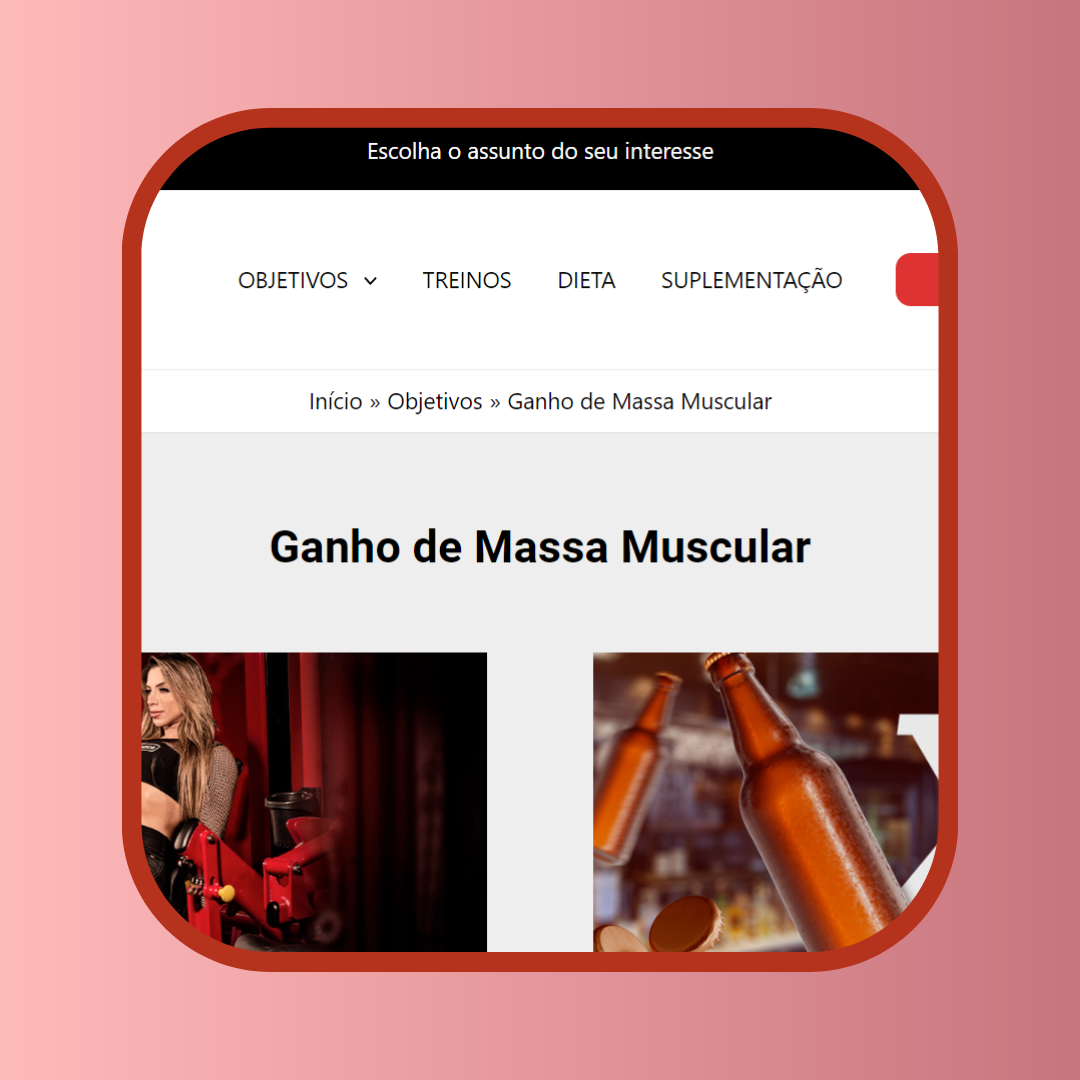 Escolha o assunto do seu interesse
OBJETIVOS TREINOS DIETA SUPLEMENTAÇÃO
Início » Objetivos » Ganho de Massa Muscular
Ganho de Massa Muscular